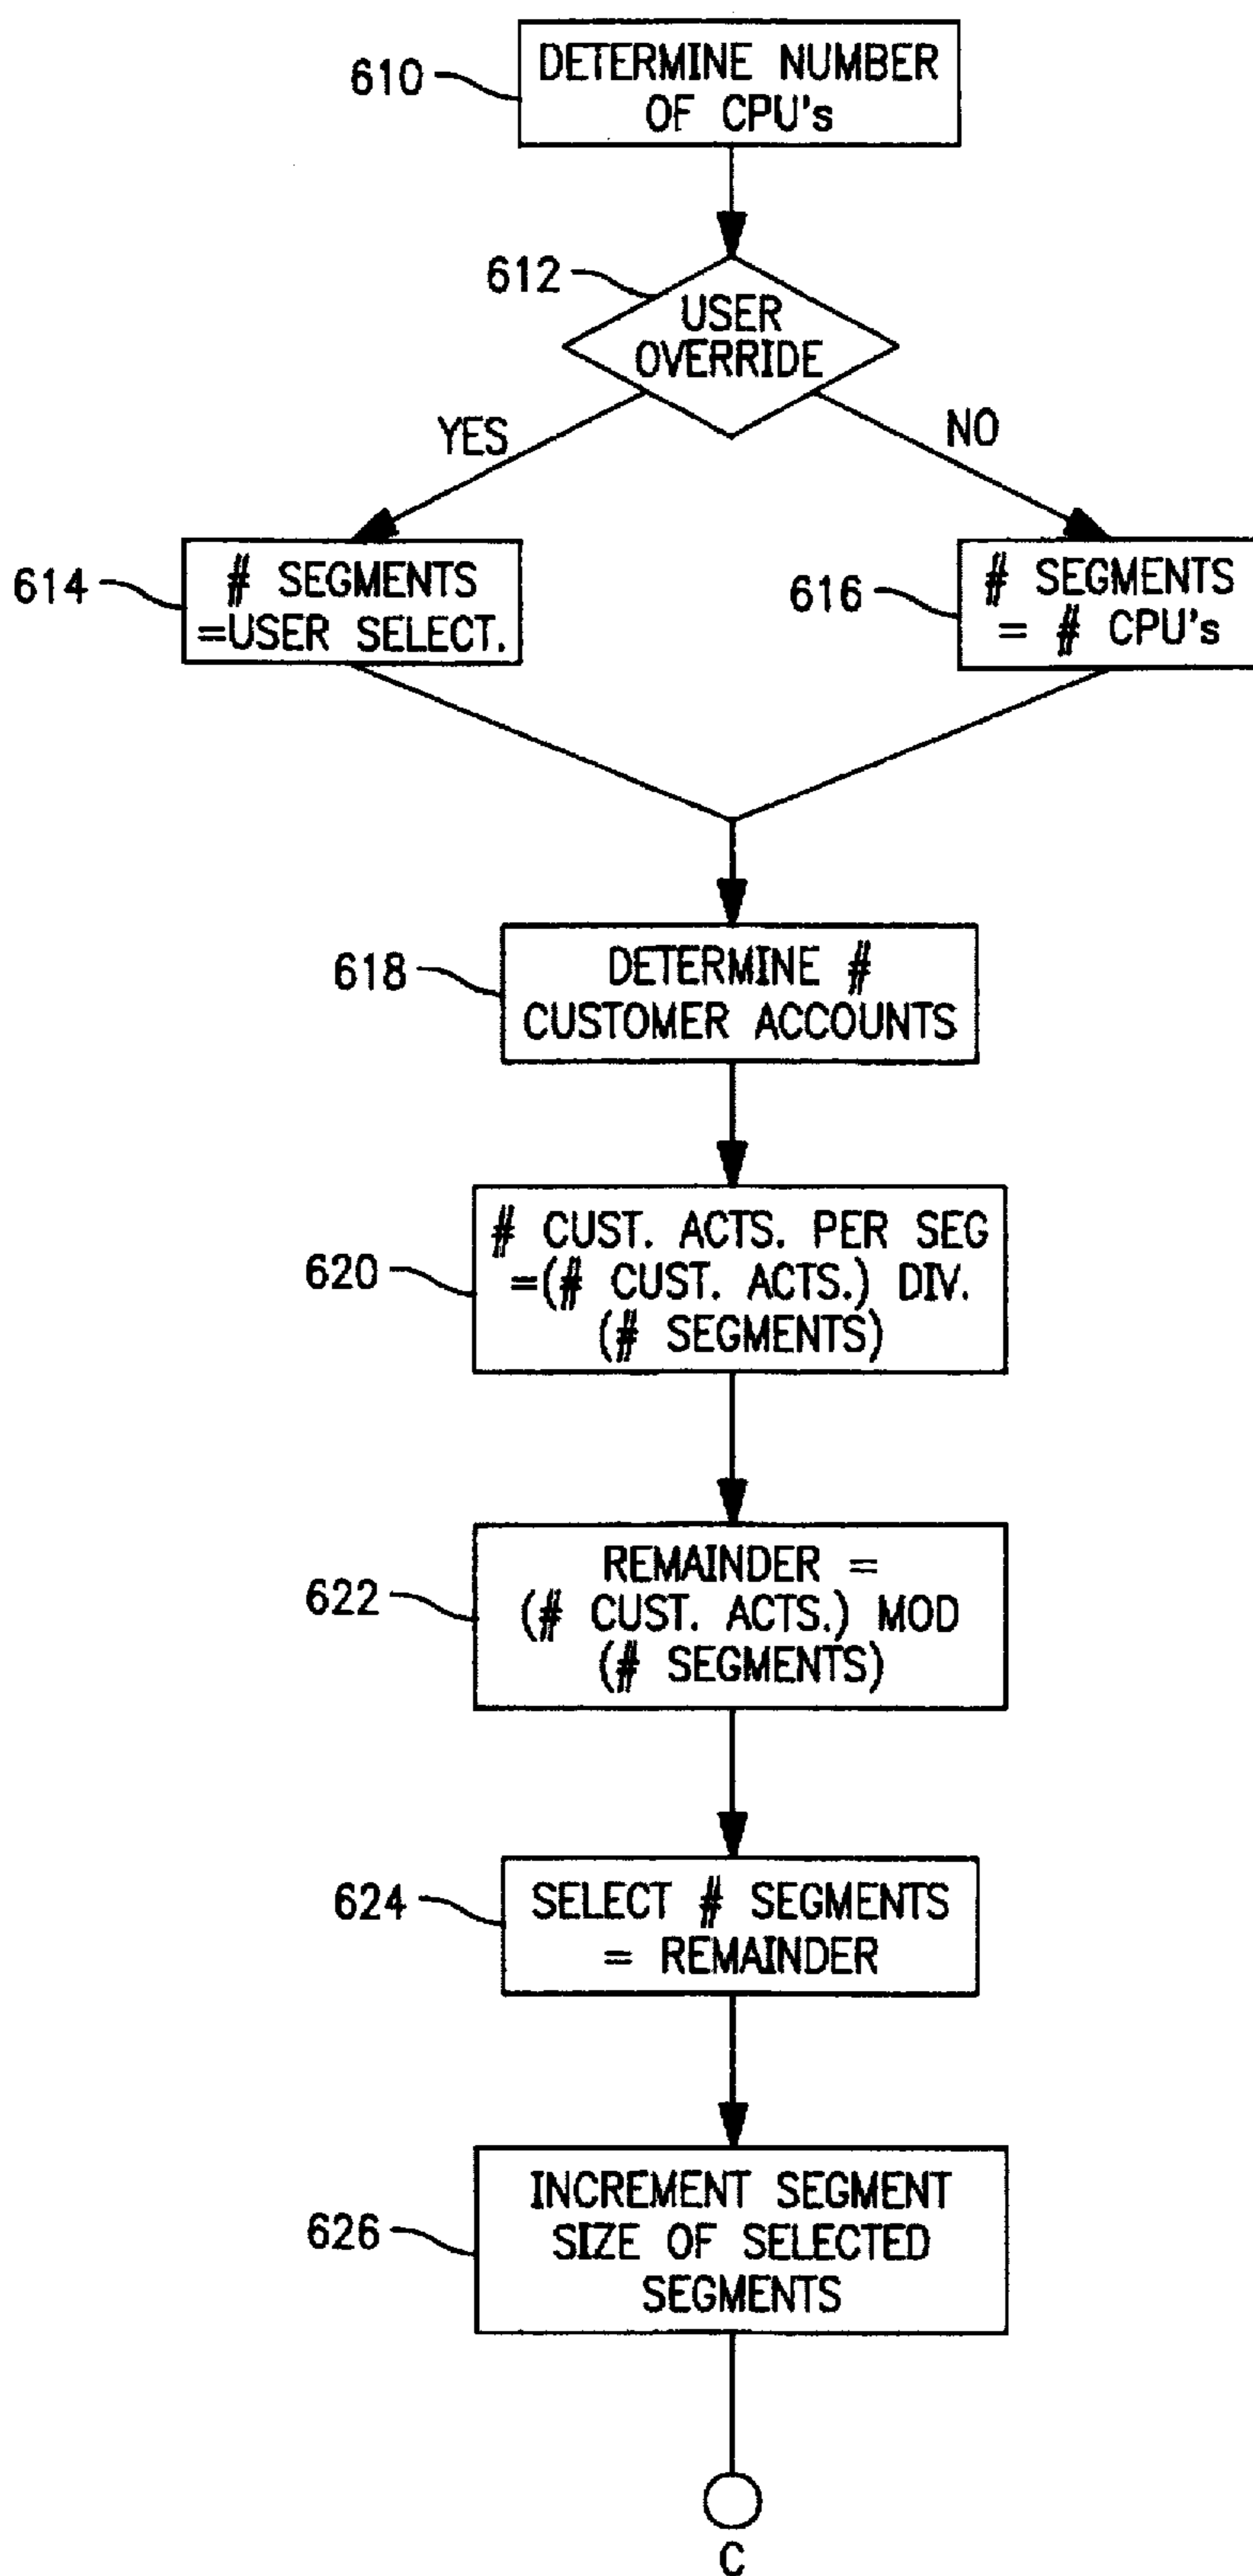 610
DETERMINE NUMBER
OF CPU's
612
USER
OVERRIDE
YES
NO
614
# SEGMENTS
=USER SELECT.
616
# SEGMENTS
= # CPU's
618
DETERMINE #
CUSTOMER ACCOUNTS
620
# CUST. ACTS. PER SEG
=(# CUST. ACTS.) DIV.
(# SEGMENTS)
622
REMAINDER =
(# CUST. ACTS.) MOD
(# SEGMENTS)
624
SELECT # SEGMENTS
= REMAINDER
626
INCREMENT SEGMENT
SIZE OF SELECTED
SEGMENTS
C